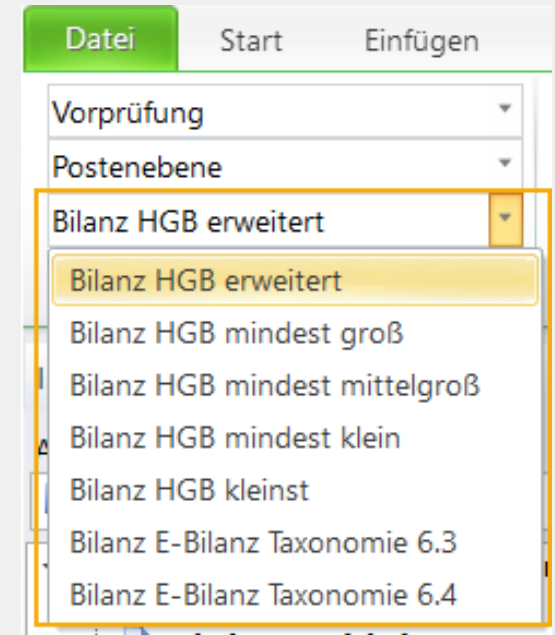 Datei Start Einfügen
Vorprüfung
Postenebene
Bilanz HGB erweitert
Bilanz HGB erweitert
Bilanz HGB mindest groß
Bilanz HGB mindest mittelgroß
Bilanz HGB mindest klein
Bilanz HGB kleinst
Bilanz E-Bilanz Taxonomie 6.3
Bilanz E-Bilanz Taxonomie 6.4